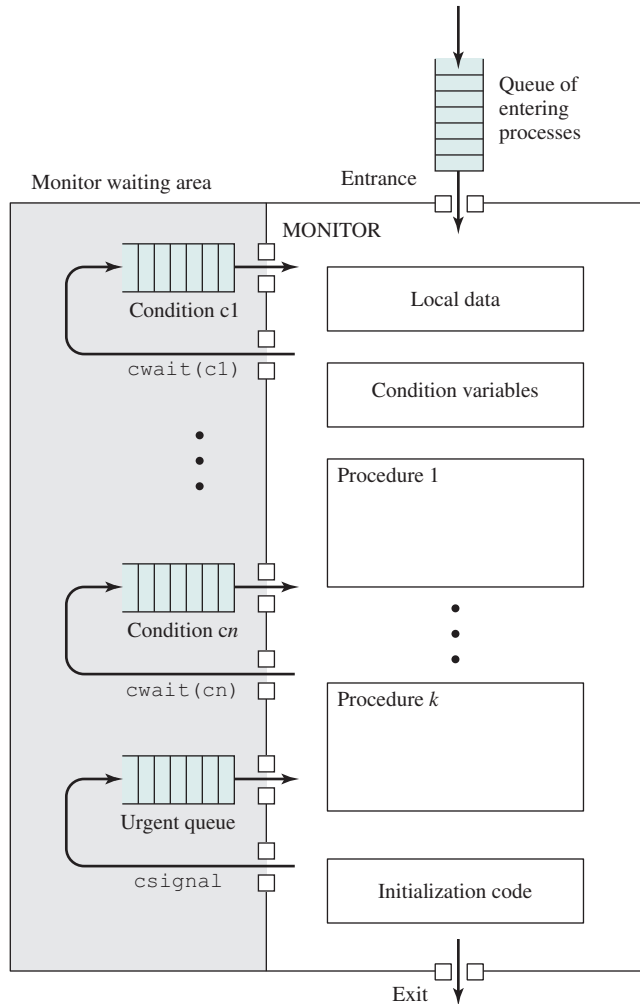 Queue of
entering
processes
Entrance
Monitor waiting area
MONITOR
Condition c1
Local data
cwait(c1)
Condition variables
Procedure 1
Condition cn
cwait(cn)
Procedure k
Urgent queue
csignal
Initialization code
Exit